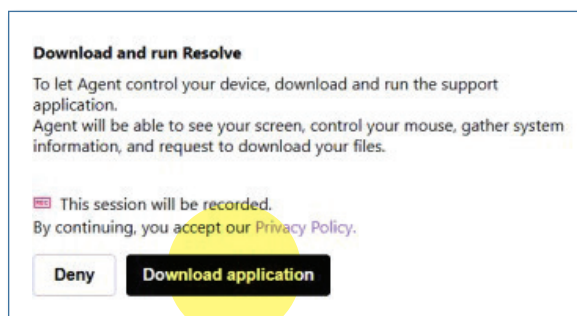 Download and run Resolve
To let Agent control your device, download and run the support
application.
Agent will be able to see your screen, control your mouse, gather system
information, and request to download your files.
REC This session will be recorded.
By continuing, you accept our Privacy Policy.
Deny Download application